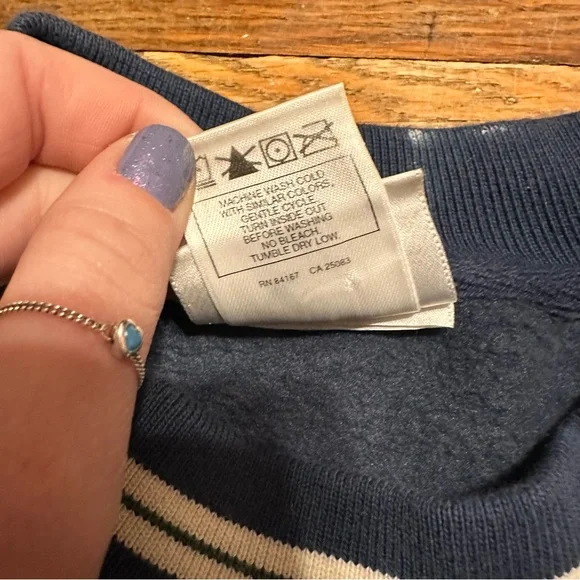 MACHINE WASH COLD
WITH SIMILAR COLORS,
GENTLE CYCLE.
TURN INSIDE OUT
BEFORE WASHING
NO BLEACH.
TUMBLE DRY LOW.
RN 84167 CA 25083